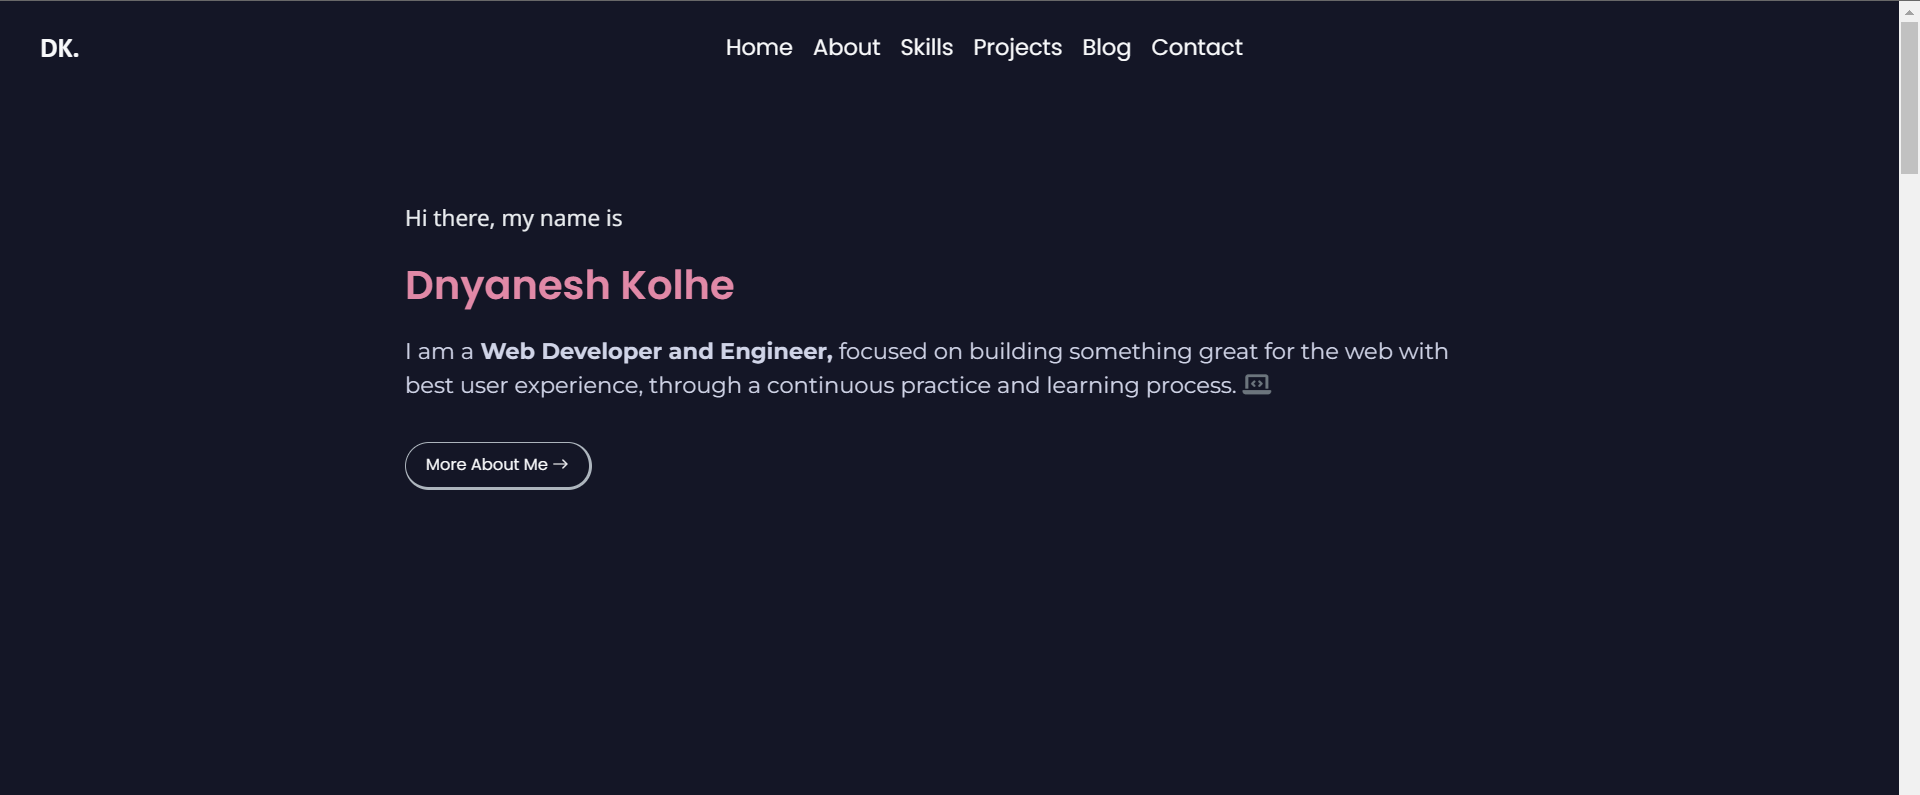 DK.
Home About Skills Projects Blog Contact
Hi there, my name is
Dnyanesh Kolhe
I am a Web Developer and Engineer, focused on building something great for the web with
best user experience, through a continuous practice and learning process.
More About Me →